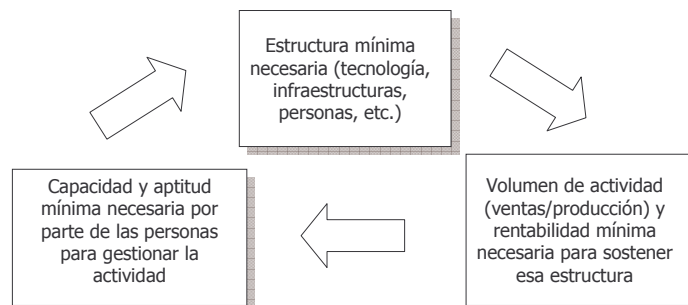 Estructura mínima
necesaria (tecnología,
infraestructuras,
personas, etc.)
Capacidad y aptitud
mínima necesaria por
parte de las personas
para gestionar la
actividad
Volumen de actividad
(ventas/producción) y
rentabilidad mínima
necesaria para sostener
esa estructura